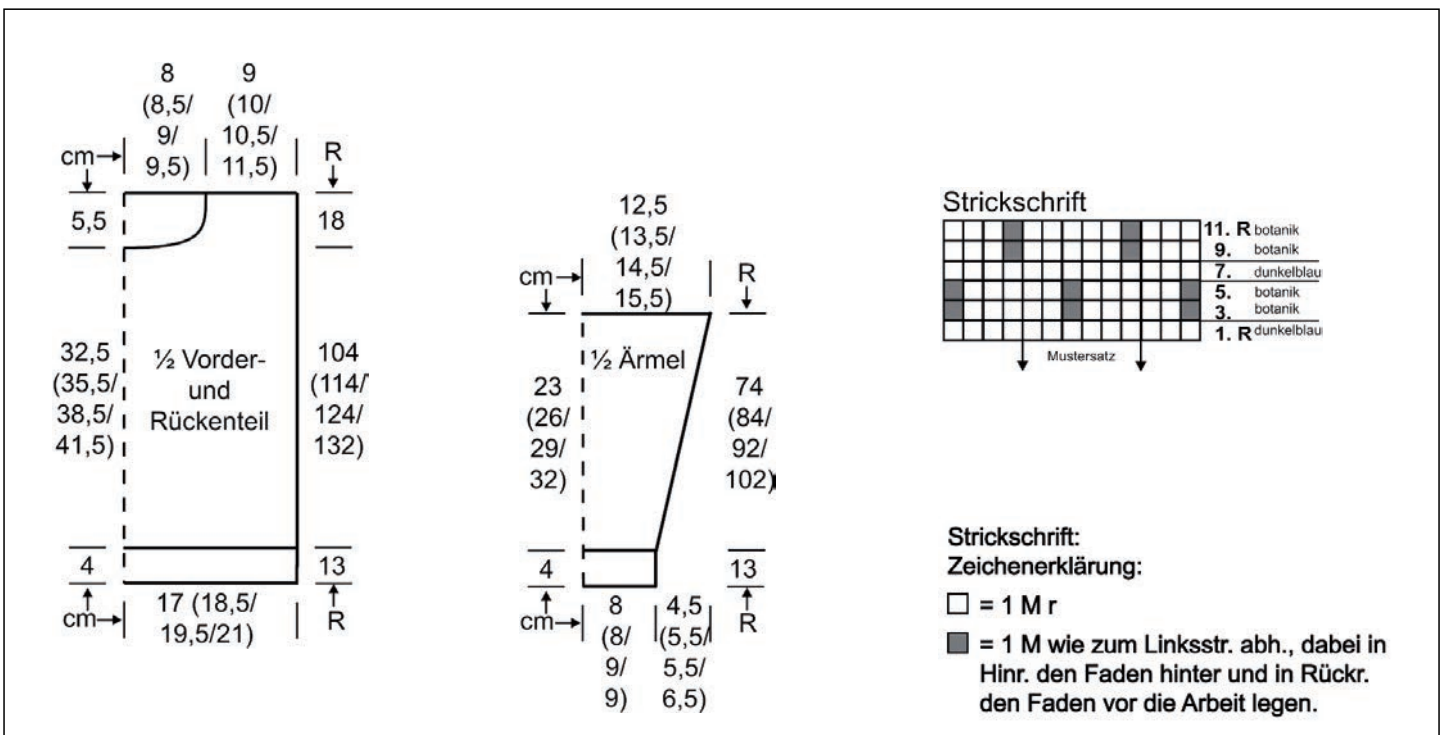 8
(8,5/
9/
9,5)
9
(10/
10,5/
11,5)
cm
R
5,5
18
32,5
(35,5/
38,5/
41,5)
½ Vorder-
und
Rückenteil
104
(114/
124/
132)
4
13
cm
17 (18,5/
19,5/21)
R
12,5
(13,5/
14,5/
15,5)
cm
R
½ Ärmel
23
(26/
29/
32)
74
(84/
92/
102)
4
13
cm
8
(8/
9/
9)
4,5
(5,5/
5,5/
6,5)
R
Strickschrift
11. R botanik
9. botanik
7. dunkelblau
5. botanik
3. botanik
1. R dunkelblau
Mustersatz
Strickschrift:
Zeichenerklärung:
= 1 M r
= 1 M wie zum Linksstr. abh., dabei in
Hinr. den Faden hinter und in Rückr.
den Faden vor die Arbeit legen.